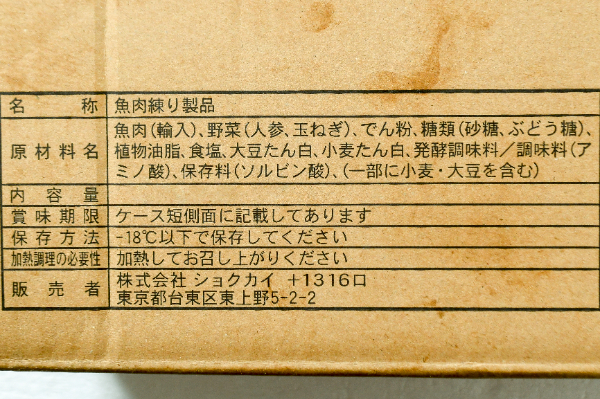 名称 魚肉練り製品
原材料名 魚肉(輸入)、野菜(人参、玉ねぎ)、でん粉、糖類(砂糖、ぶどう糖)、
植物油脂、食塩、大豆たん白、小麦たん白、発酵調味料/調味料(ア
ミノ酸)、保存料(ソルビン酸)、(一部に小麦・大豆を含む)
内容量
賞味期限 ケース短側面に記載してあります
保存方法 -18℃以下で保存してください
加熱調理の必要性 加熱してお召し上がりください
販売者 株式会社 ショクカイ +1316口
東京都台東区東上野5-2-2